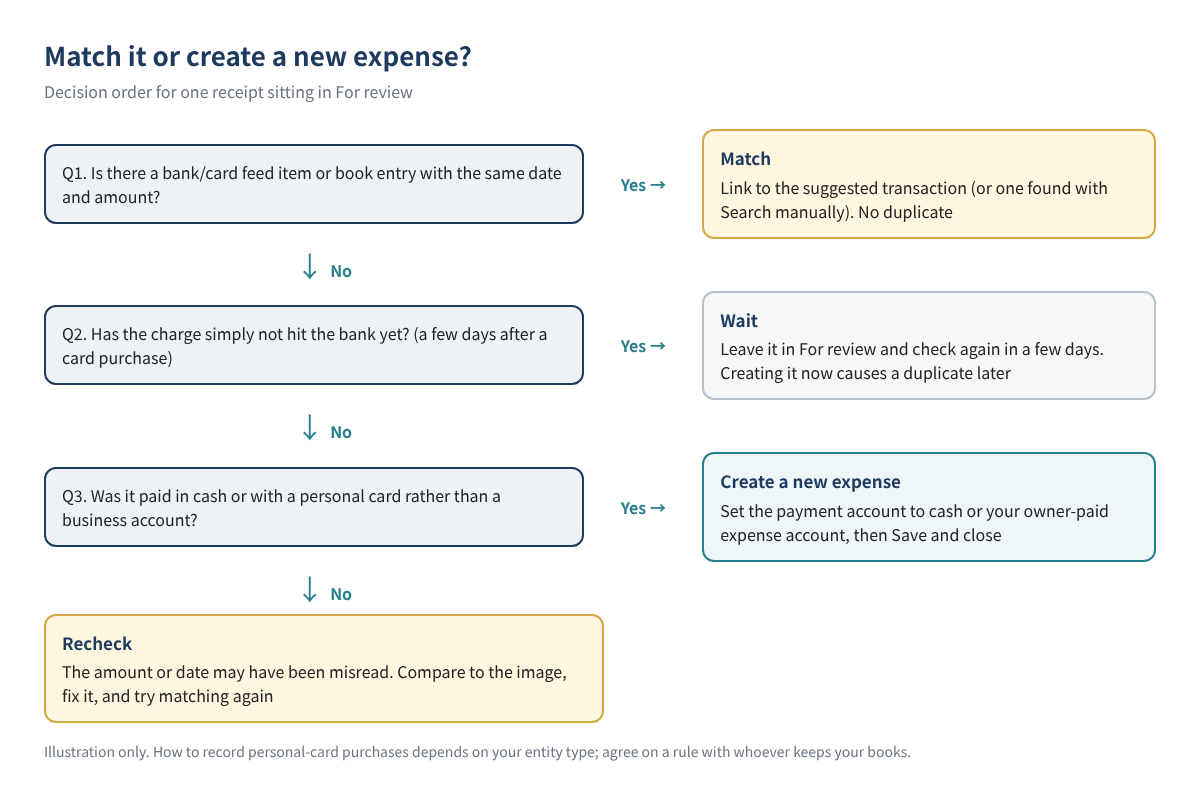 Match it or create a new expense?
Decision order for one receipt sitting in For review
Q1. Is there a bank/card feed item or book entry with the same date
and amount?
Yes →
Match
Link to the suggested transaction (or one found with
Search manually). No duplicate
↓ No
Q2. Has the charge simply not hit the bank yet? (a few days after a
card purchase)
Yes →
Wait
Leave it in For review and check again in a few days.
Creating it now causes a duplicate later
↓ No
Q3. Was it paid in cash or with a personal card rather than a
business account?
Yes →
Create a new expense
Set the payment account to cash or your owner-paid
expense account, then Save and close
↓ No
Recheck
The amount or date may have been misread. Compare to the image,
fix it, and try matching again
Illustration only. How to record personal-card purchases depends on your entity type; agree on a rule with whoever keeps your books.